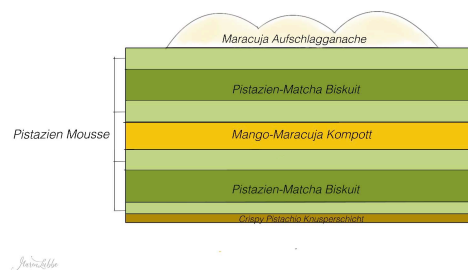 Maracuja Aufschlagganache
Pistazien-Matcha Biskuit
Pistazien Mousse
Mango-Maracuja Kompott
Pistazien-Matcha Biskuit
Crispy Pistachio Knusperschicht